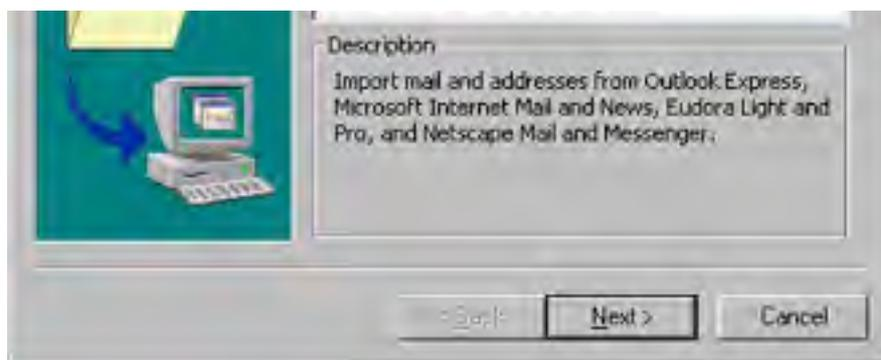 Description
Import mail and addresses from Outlook Express,
Microsoft Internet Mail and News, Eudora Light and
Pro, and Netscape Mail and Messenger.
< Back
Next >
Cancel